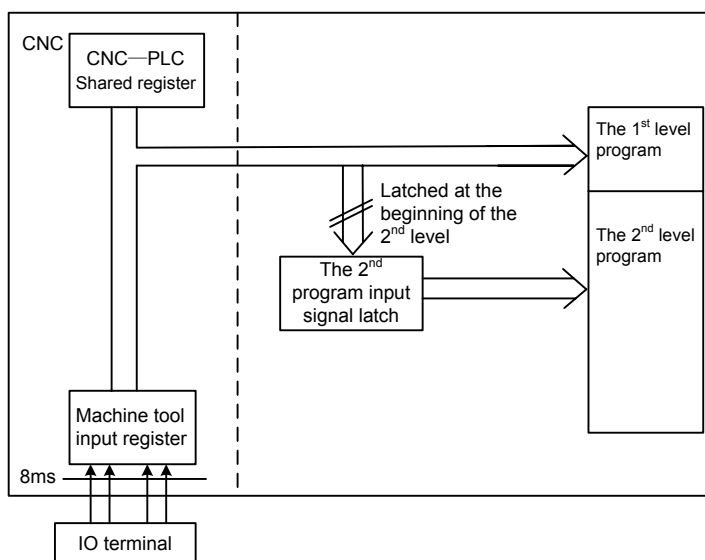 CNC
CNC—PLC
Shared register
The 1st level
program
Latched at the
beginning of the
2nd level
The 2nd level
program
The 2nd
program input
signal latch
Machine tool
input register
8ms
IO terminal